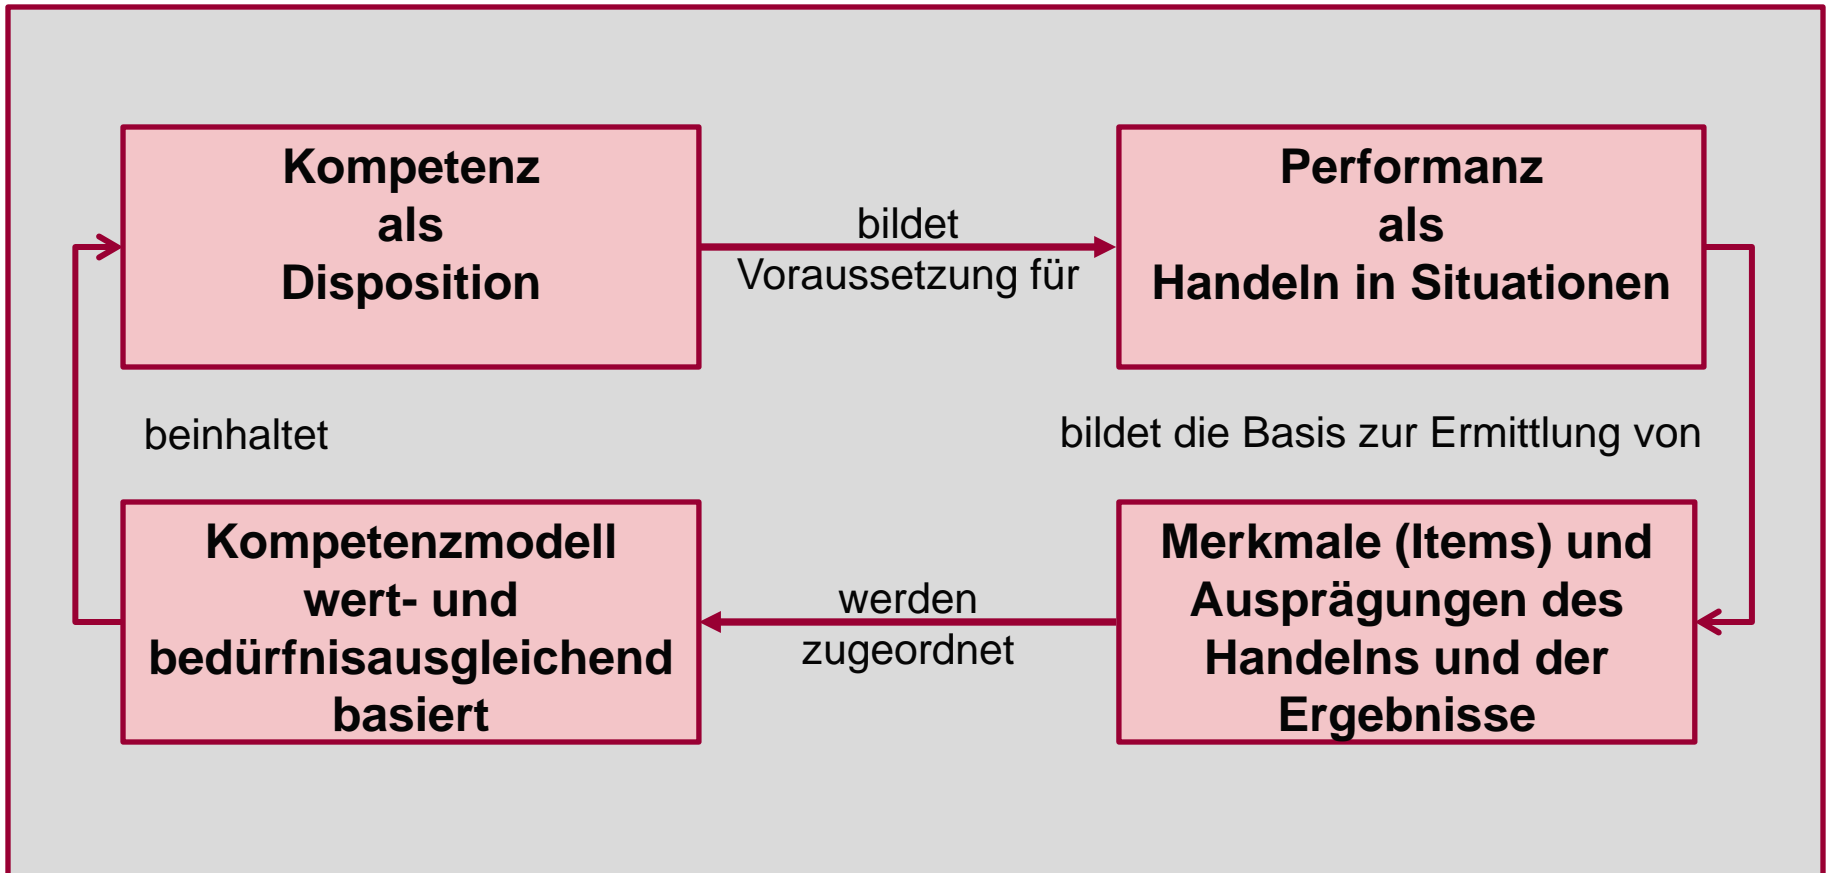 Kompetenz
als
Disposition
bildet
Voraussetzung für
Performanz
als
Handeln in Situationen
beinhaltet
bildet die Basis zur Ermittlung von
Kompetenzmodell
wert- und
bedürfnisausgleichend
basiert
werden
zugeordnet
Merkmale (Items) und
Ausprägungen des
Handelns und der
Ergebnisse